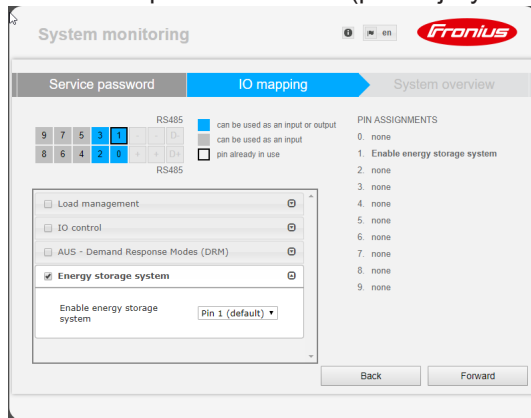 System monitoring
i en Fronius
Service password IO mapping System overview
RS485
9 7 5 3 1 - - D-
8 6 4 2 0 + + D+
RS485
can be used as an input or output
can be used as an input
pin already in use
Load management
IO control
AUS - Demand Response Modes (DRM)
Energy storage system
Enable energy storage
system
Pin 1 (default)
PIN ASSIGNMENTS
0. none
1. Enable energy storage system
2. none
3. none
4. none
5. none
6. none
7. none
8. none
9. none
Back Forward